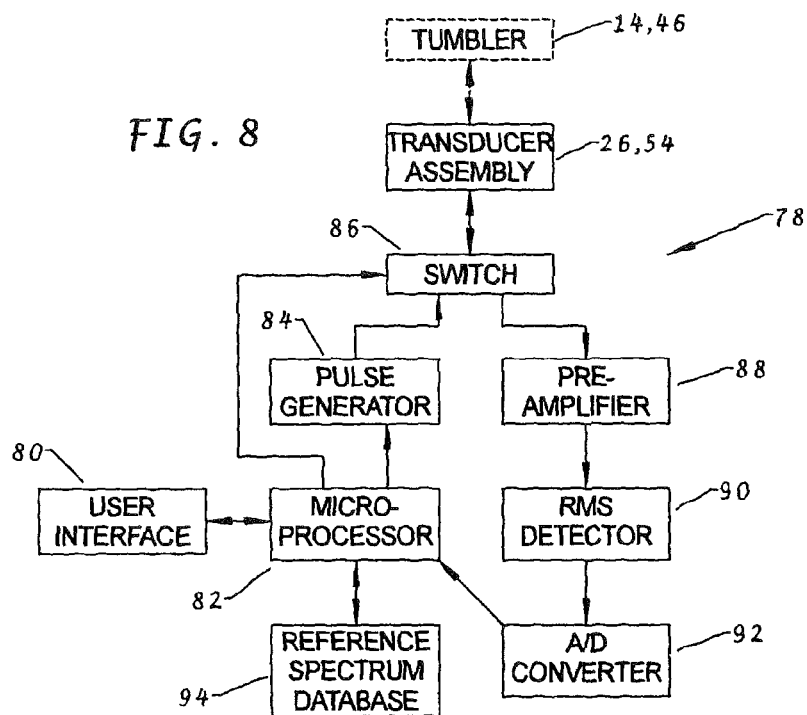 TUMBLER
14,46
FIG. 8
TRANSDUCER
ASSEMBLY
26,54
78
86
SWITCH
84
PULSE
GENERATOR
PRE-
AMPLIFIER
88
80
USER
INTERFACE
MICRO-
PROCESSOR
82
RMS
DETECTOR
90
REFERENCE
SPECTRUM
DATABASE
94
A/D
CONVERTER
92